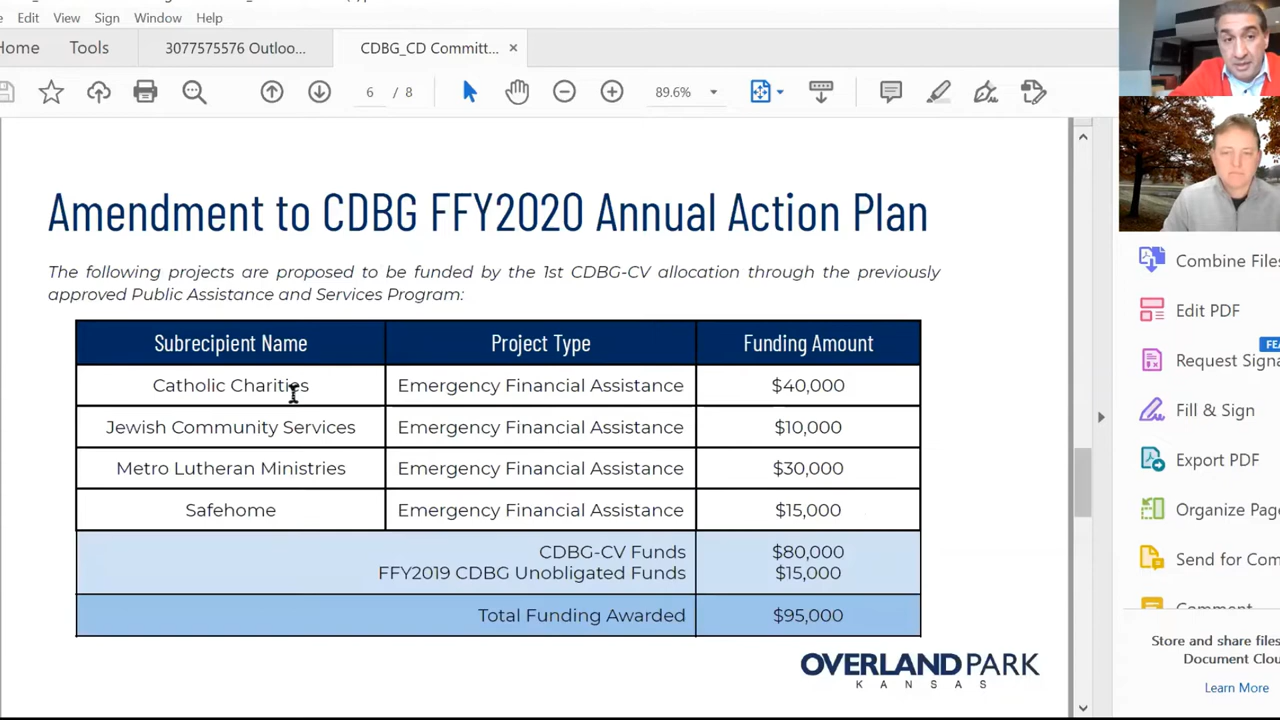 Edit View Sign Window Help
Home Tools 3077575576 Outloo... CDBG_CD Committ... ×
6 / 8 89.6%
Amendment to CDBG FFY2020 Annual Action Plan
The following projects are proposed to be funded by the 1st CDBG-CV allocation through the previously
approved Public Assistance and Services Program:
Subrecipient Name Project Type Funding Amount
Catholic Charities Emergency Financial Assistance $40,000
Jewish Community Services Emergency Financial Assistance $10,000
Metro Lutheran Ministries Emergency Financial Assistance $30,000
Safehome Emergency Financial Assistance $15,000
CDBG-CV Funds $80,000
FFY2019 CDBG Unobligated Funds $15,000
Total Funding Awarded $95,000
OVERLAND PARK
KANSAS
Combine Files
Edit PDF
FEA
Request Signa
Fill & Sign
Export PDF
Organize Page
Send for Com
Comment
Store and share files
Document Clou
Learn More